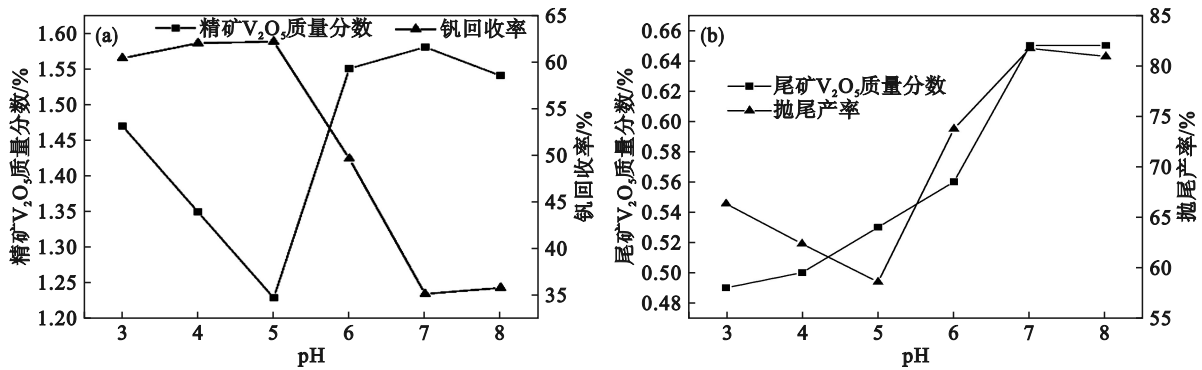 (a)
精矿V₂O₅质量分数
钒回收率
精矿V₂O₅质量分数/%
1.60
1.55
1.50
1.45
1.40
1.35
1.30
1.25
1.20
65
60
55
50
45
40
35
钒回收率/%
3 4 5 6 7 8
pH
(b)
尾矿V₂O₅质量分数
抛尾产率
尾矿V₂O₅质量分数/%
0.66
0.64
0.62
0.60
0.58
0.56
0.54
0.52
0.50
0.48
85
80
75
70
65
60
55
抛尾产率/%
3 4 5 6 7 8
pH